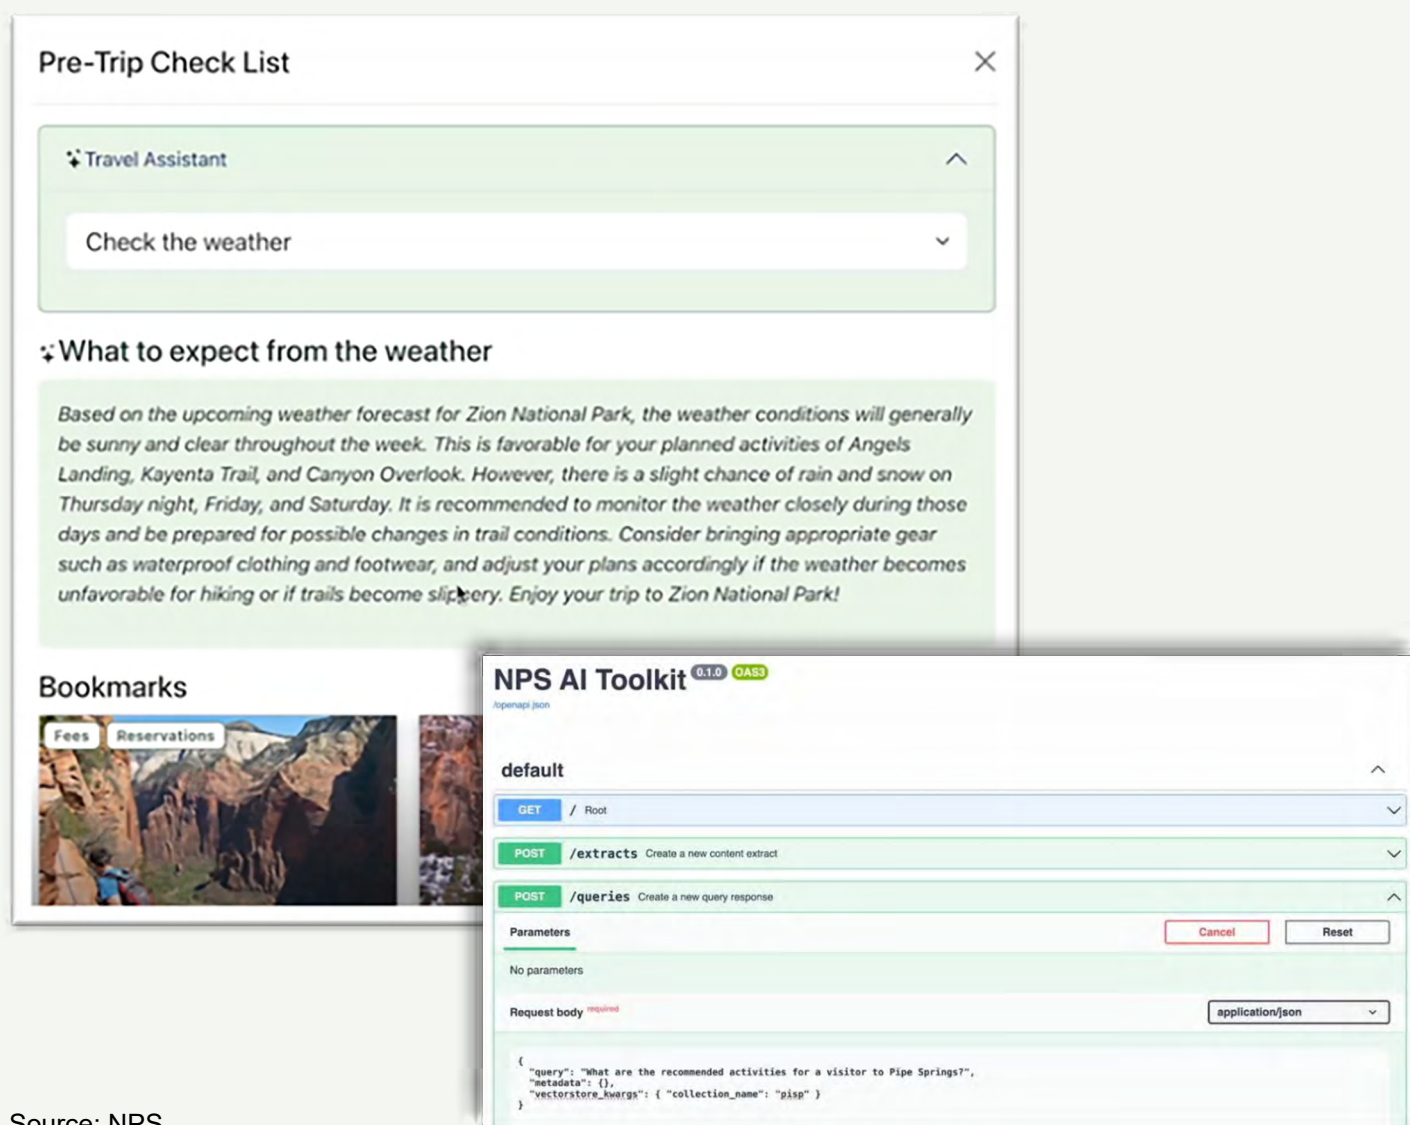 Pre-Trip Check List
Travel Assistant
Check the weather
What to expect from the weather
Based on the upcoming weather forecast for Zion National Park, the weather conditions will generally
be sunny and clear throughout the week. This is favorable for your planned activities of Angels
Landing, Kayenta Trail, and Canyon Overlook. However, there is a slight chance of rain and snow on
Thursday night, Friday, and Saturday. It is recommended to monitor the weather closely during those
days and be prepared for possible changes in trail conditions. Consider bringing appropriate gear
such as waterproof clothing and footwear, and adjust your plans accordingly if the weather becomes
unfavorable for hiking or if trails become slippery. Enjoy your trip to Zion National Park!
Bookmarks
Fees Reservations
NPS AI Toolkit 0.1.0 OAS3
/openapi.json
default
GET / Root
POST /extracts Create a new content extract
POST /queries Create a new query response
Parameters Cancel Reset
No parameters
Request body required application/json
{
"query": "What are the recommended activities for a visitor to Pipe Springs?",
"metadata": {},
"vectorstore_kwargs": { "collection_name": "pisp" }
}
Source: NPS